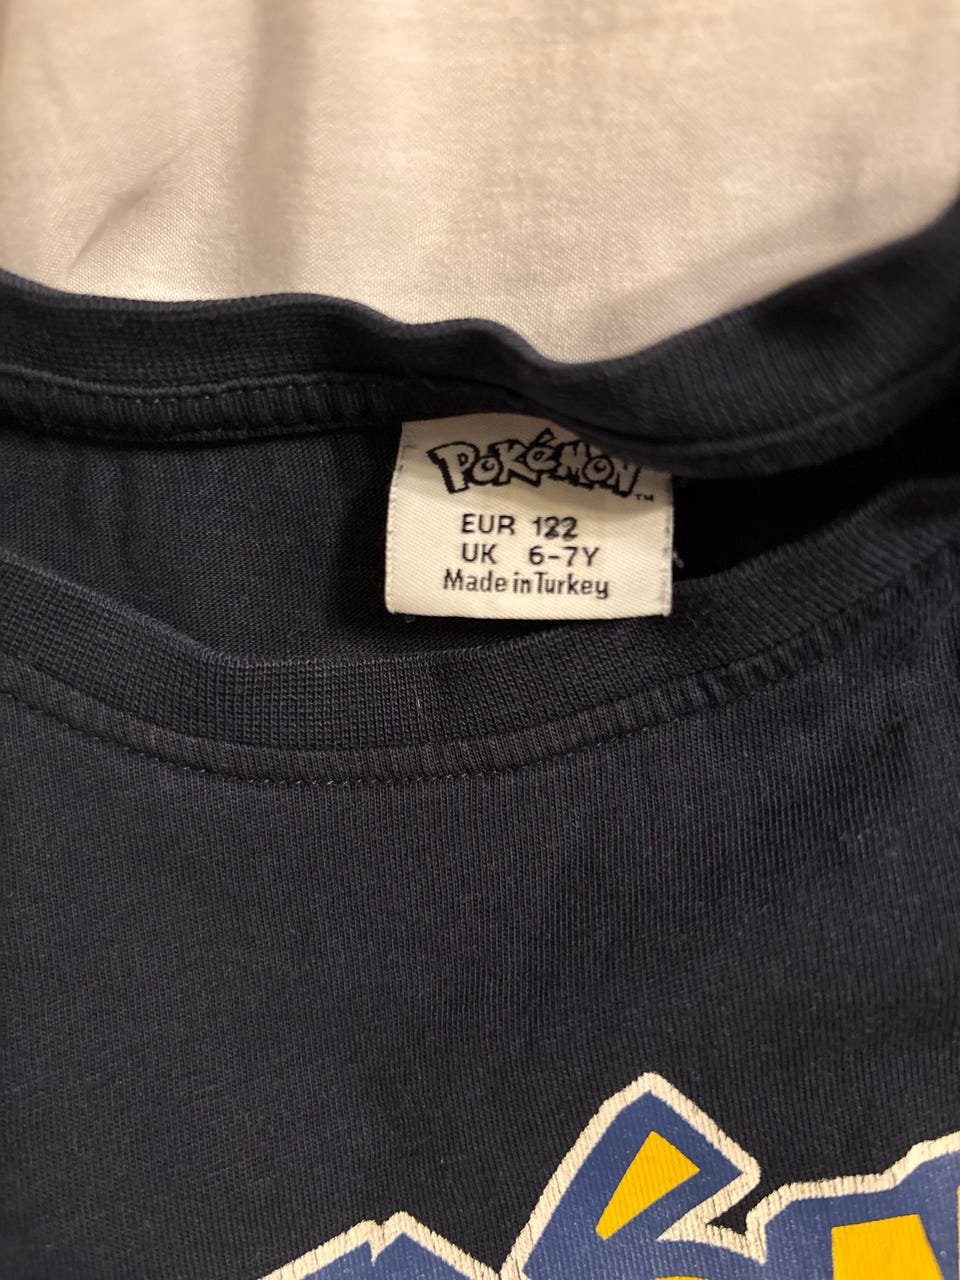 POKéMON™
EUR 122
UK 6-7Y
Made in Turkey